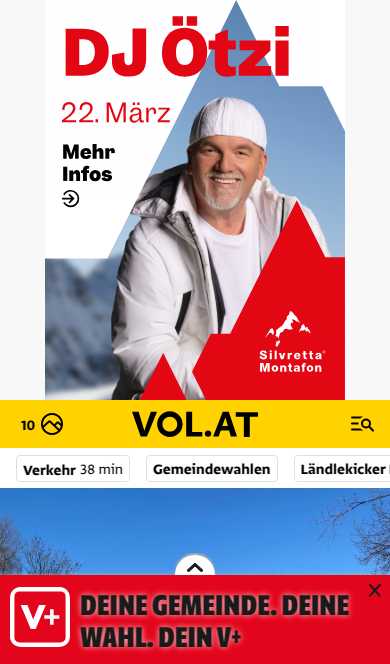 DJ Ötzi
22. März
Mehr
Infos
Silvretta
Montafon
10
VOL.AT
Verkehr 38 min
Gemeindewahlen
Ländlekicker
V+
DEINE GEMEINDE. DEINE
WAHL. DEIN V+